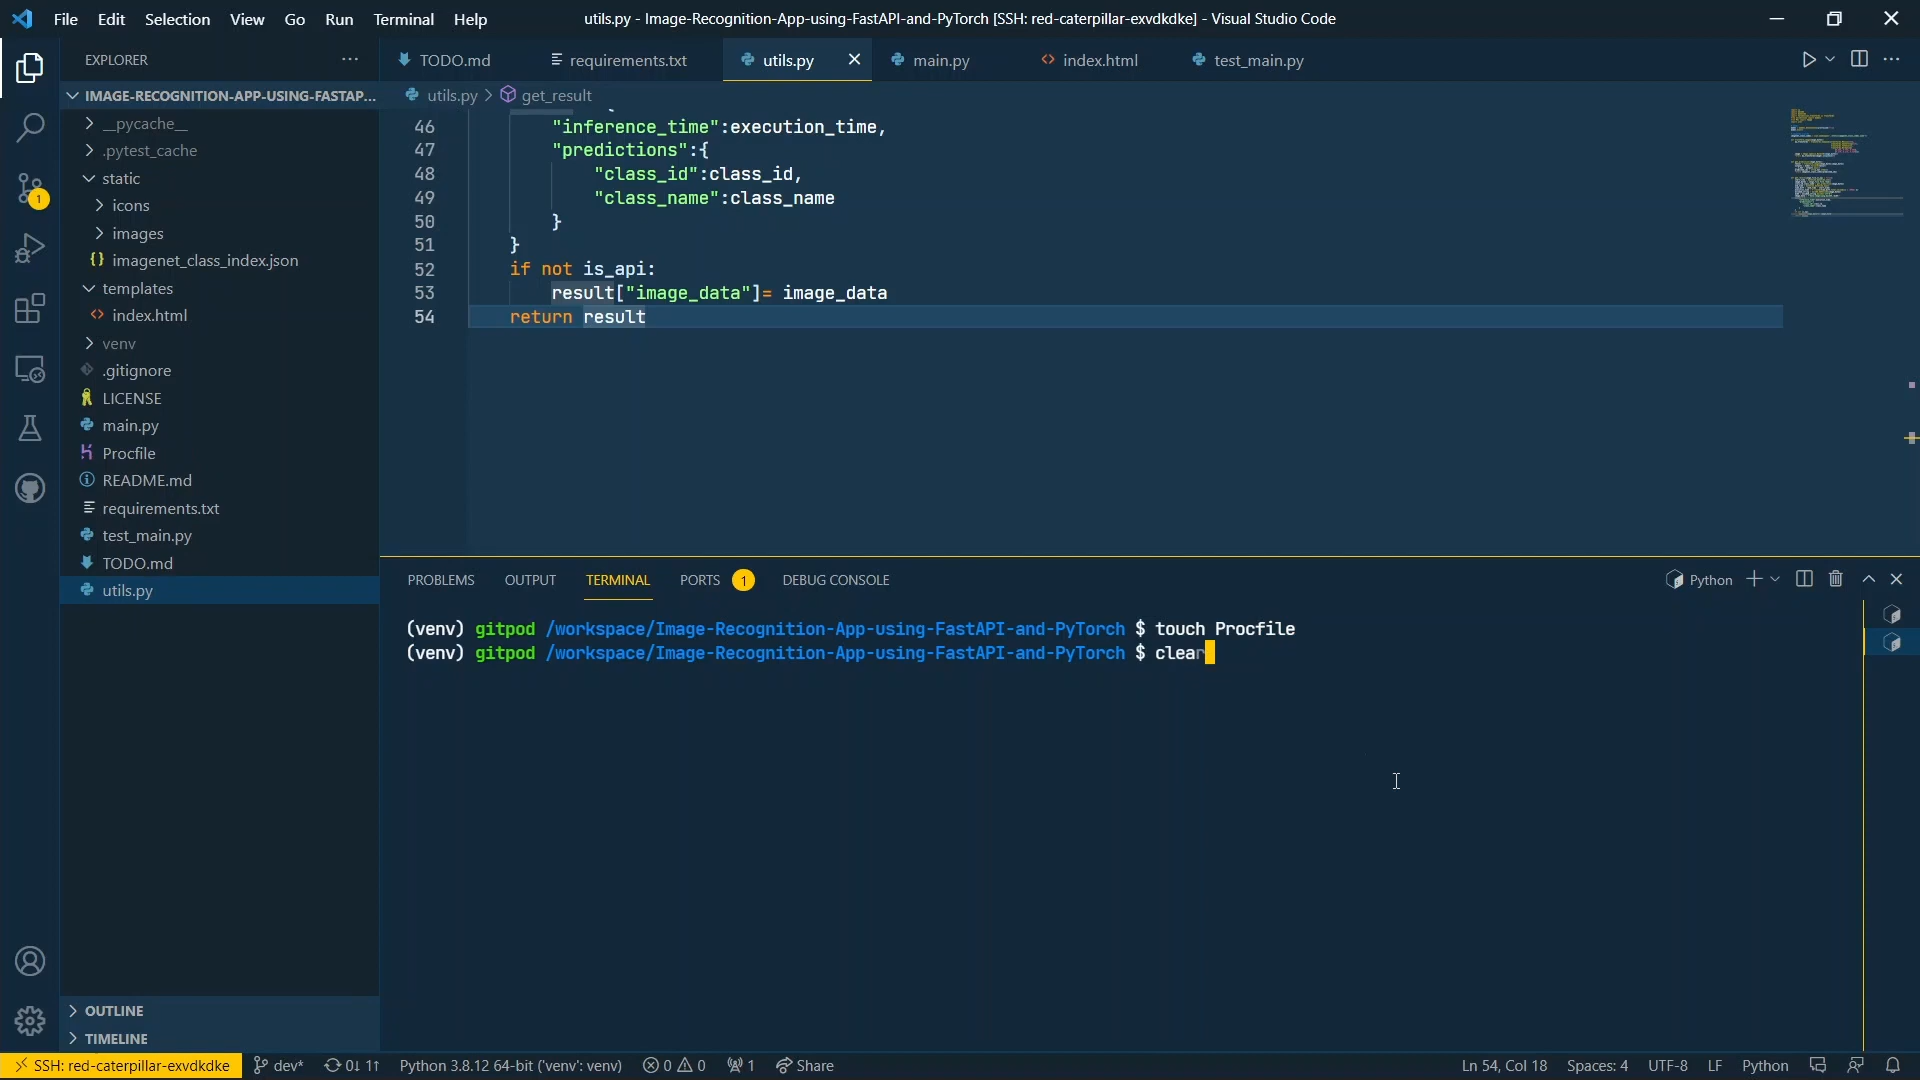 File Edit Selection View Go Run Terminal Help
utils.py - Image-Recognition-App-using-FastAPI-and-PyTorch [SSH: red-caterpillar-exvdkdke] - Visual Studio Code
EXPLORER
IMAGE-RECOGNITION-APP-USING-FASTAP...
__pycache__
.pytest_cache
static
icons
images
imagenet_class_index.json
templates
index.html
venv
.gitignore
LICENSE
main.py
Procfile
README.md
requirements.txt
test_main.py
TODO.md
utils.py
OUTLINE
TIMELINE
1
TODO.md requirements.txt utils.py main.py index.html test_main.py
utils.py > get_result
46 "inference_time":execution_time,
47 "predictions":{
48 "class_id":class_id,
49 "class_name":class_name
50 }
51 }
52 if not is_api:
53 result["image_data"]= image_data
54 return result
PROBLEMS OUTPUT TERMINAL PORTS 1 DEBUG CONSOLE
Python
(venv) gitpod /workspace/Image-Recognition-App-using-FastAPI-and-PyTorch $ touch Procfile
(venv) gitpod /workspace/Image-Recognition-App-using-FastAPI-and-PyTorch $ clear
SSH: red-caterpillar-exvdkdke dev* 0↓ 1↑ Python 3.8.12 64-bit ('venv': venv) 0 0 1 Share
Ln 54, Col 18 Spaces: 4 UTF-8 LF Python